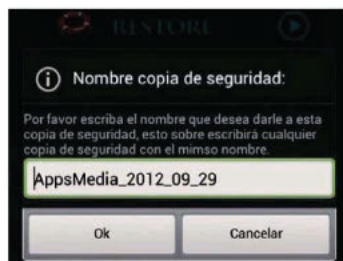 RESTORE
Nombre copia de seguridad:
Por favor escriba el nombre que desea darle a esta
copia de seguridad, esto sobre escribirá cualquier
copia de seguridad con el mimso nombre.
AppsMedia_2012_09_29
Ok
Cancelar